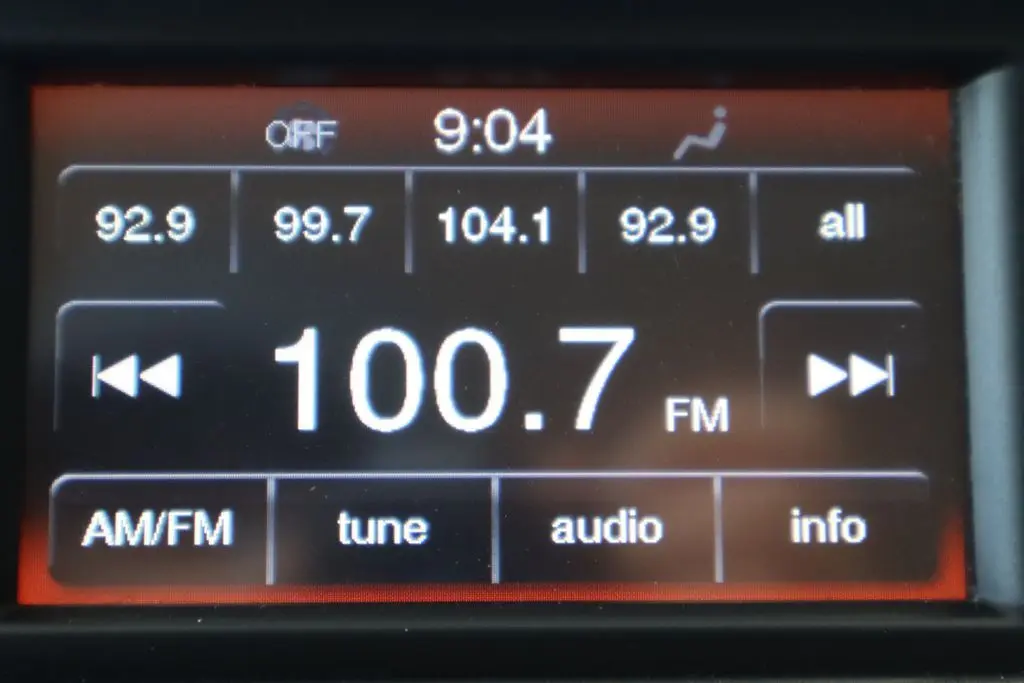 OFF 9:04
92.9 99.7 104.1 92.9 all
100.7 FM
AM/FM tune audio info